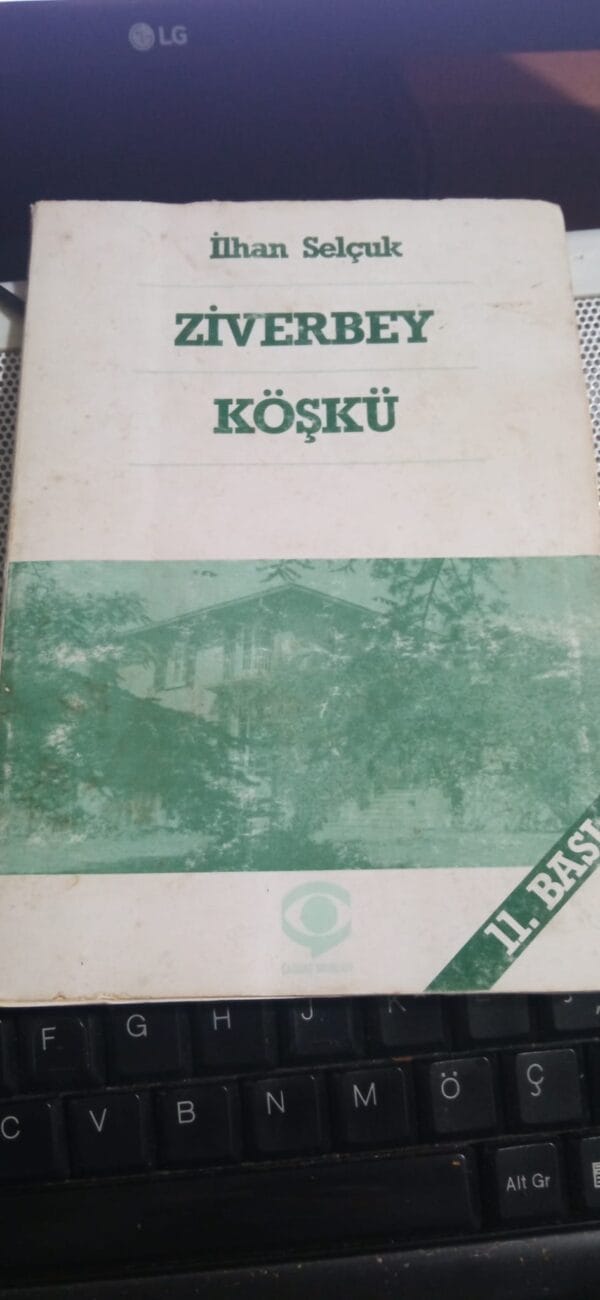 LG
İlhan Selçuk
ZİVERBEY
KÖŞKÜ
11. BASI
F
G
H
J
K
C
V
B
N
M
Ö
Ç
Alt Gr